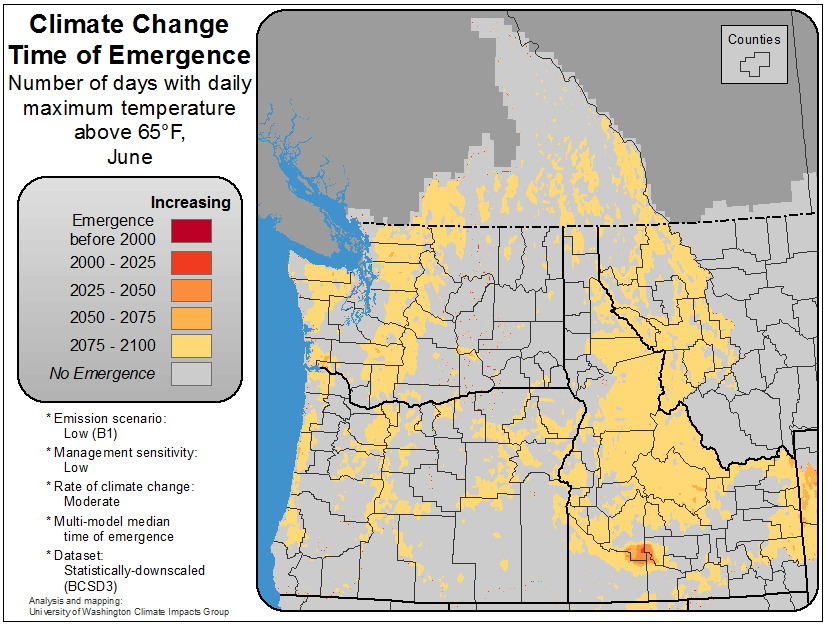 Climate Change
Time of Emergence
Number of days with daily
maximum temperature
above 65°F,
June
Counties
Increasing
Emergence
before 2000
2000 - 2025
2025 - 2050
2050 - 2075
2075 - 2100
No Emergence
* Emission scenario:
Low (B1)
* Management sensitivity:
Low
* Rate of climate change:
Moderate
* Multi-model median
time of emergence
* Dataset:
Statistically-downscaled
(BCSD3)
Analysis and mapping:
University of Washington Climate Impacts Group